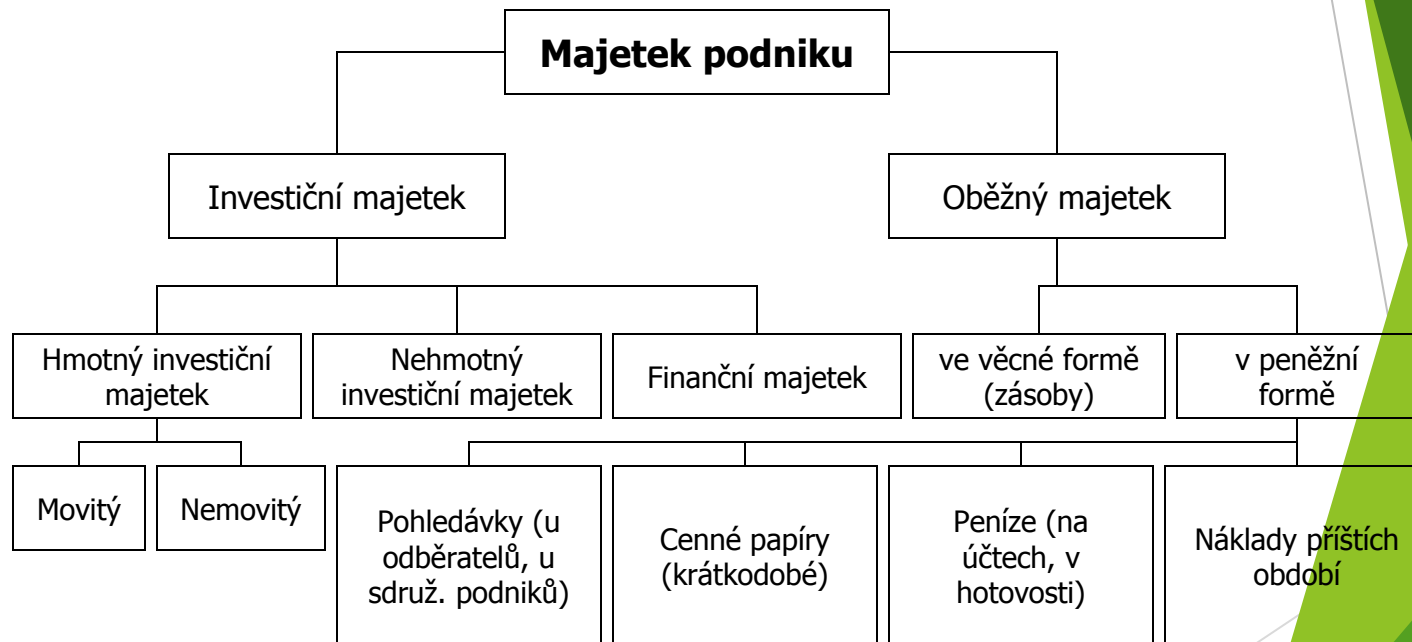 Majetek podniku
Investiční majetek
Oběžný majetek
Hmotný investiční
majetek
Nehmotný
investiční majetek
Finanční majetek
ve věcné formě
(zásoby)
v peněžní
formě
Movitý
Nemovitý
Pohledávky (u
odběratelů, u
sdruž. podniků)
Cenné papíry
(krátkodobé)
Peníze (na
účtech, v
hotovosti)
Náklady příštích
období